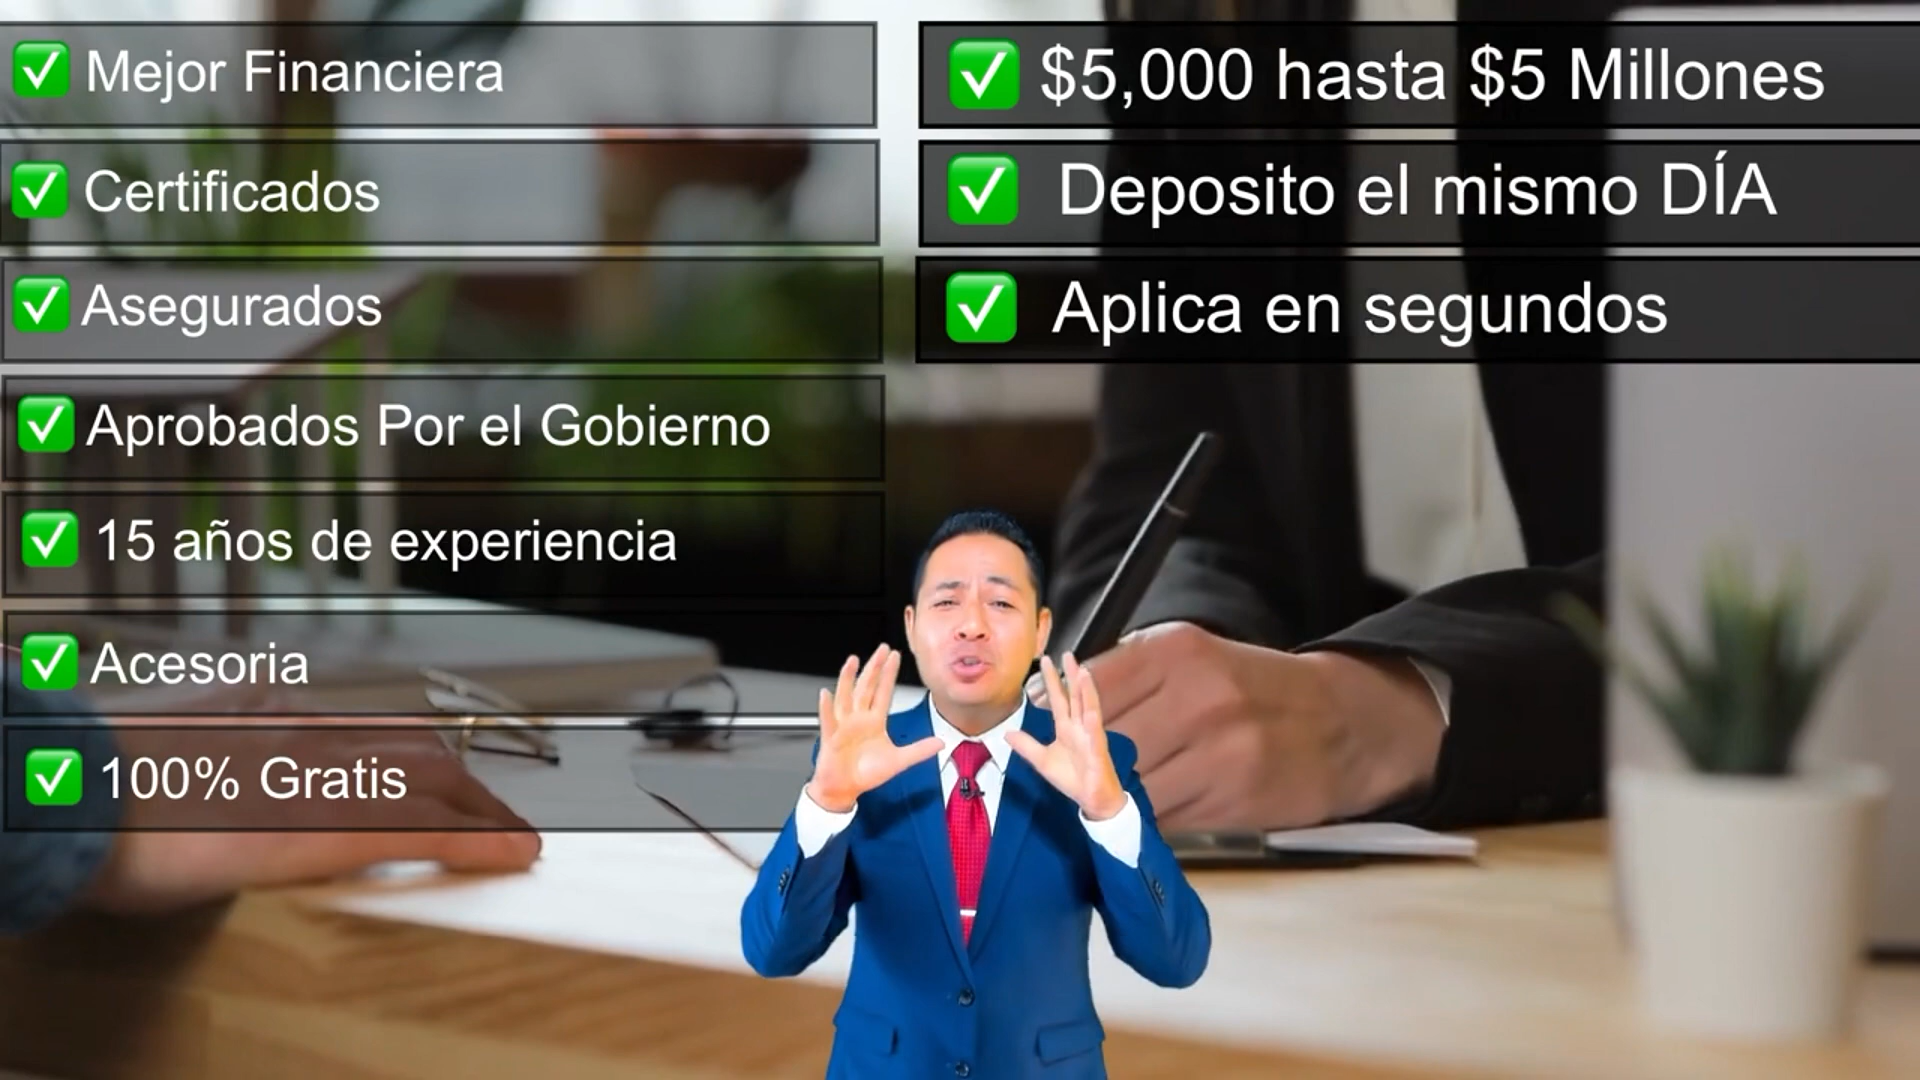 ✅ Mejor Financiera
✅ Certificados
✅ Asegurados
✅ Aprobados Por el Gobierno
✅ 15 años de experiencia
✅ Acesoria
✅ 100% Gratis
✅ $5,000 hasta $5 Millones
✅ Deposito el mismo DÍA
✅ Aplica en segundos